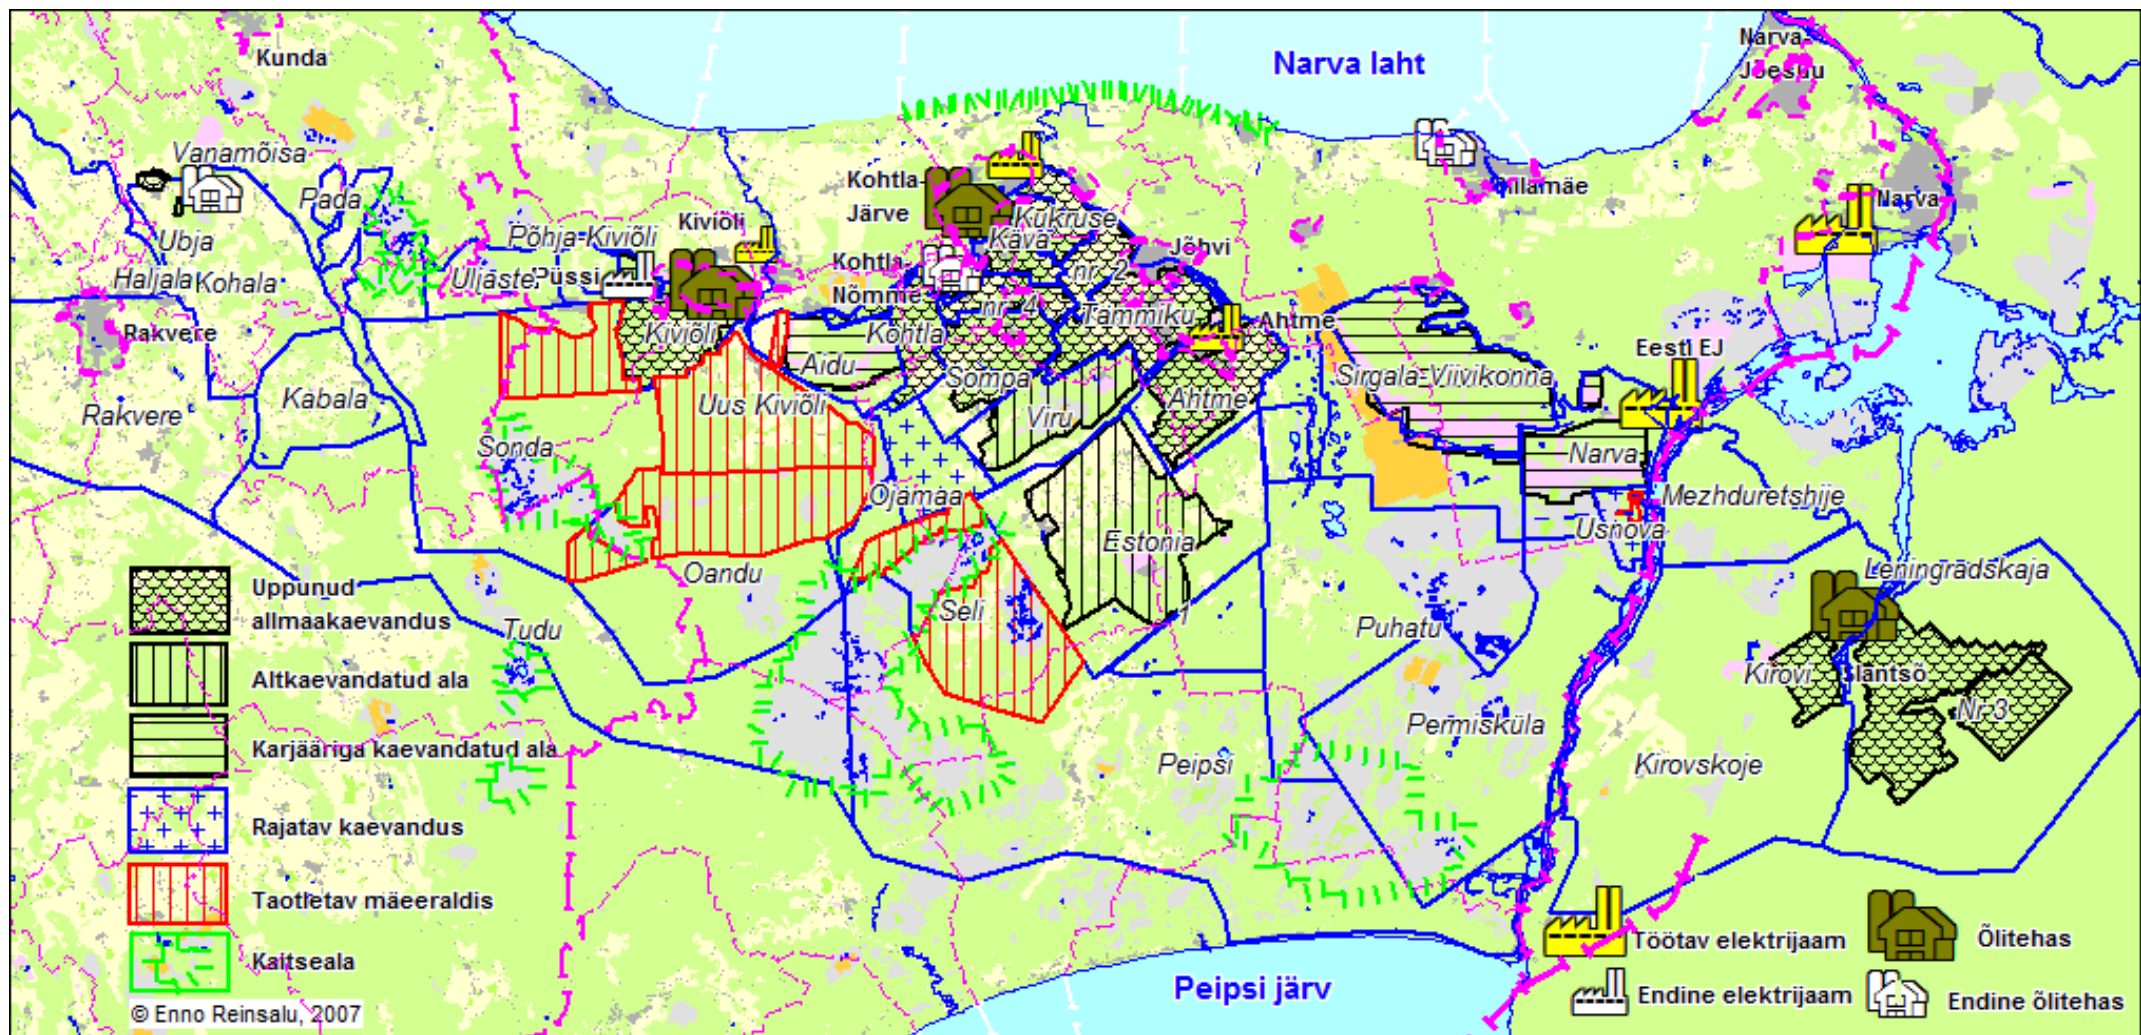 Narva laht
Narva-
Jõesuu
Kunda
Vanamõisa
Pada
Ubja
Haljala
Kohala
Rakvere
Rakvere
Kabala
Põhja-Kiviõli
Uljaste
Püssi
Kiviõli
Kiviõli
Kohtla-
Järve
Kohtla-
Nõmme
Kukruse
Käva
nr. 2
Jõhvi
nr. 4
Tammiku
Kohtla
Ahtme
Sillamäe
Narva
Aidu
Sompa
Viru
Ahtme
Sirgala-Viivikonna
Eesti EJ
Uus Kiviõli
Sonda
Ojamaa
Narva
Mezhduretshije
Usnova
Estonia
Oandu
Seli
1
Tudu
Puhatu
Leningradskaja
Kirovi
Slantsõ
Nr 3
Permisküla
Peipsi
Kirovskoje
Uppunud
allmaakaevandus
Altkaevandatud ala
Karjääriga kaevandatud ala
Rajatav kaevandus
Taotletav mäeeraldis
Kaitseala
© Enno Reinsalu, 2007
Peipsi järv
Töötav elektrijaam
Õlitehas
Endine elektrijaam
Endine õlitehas